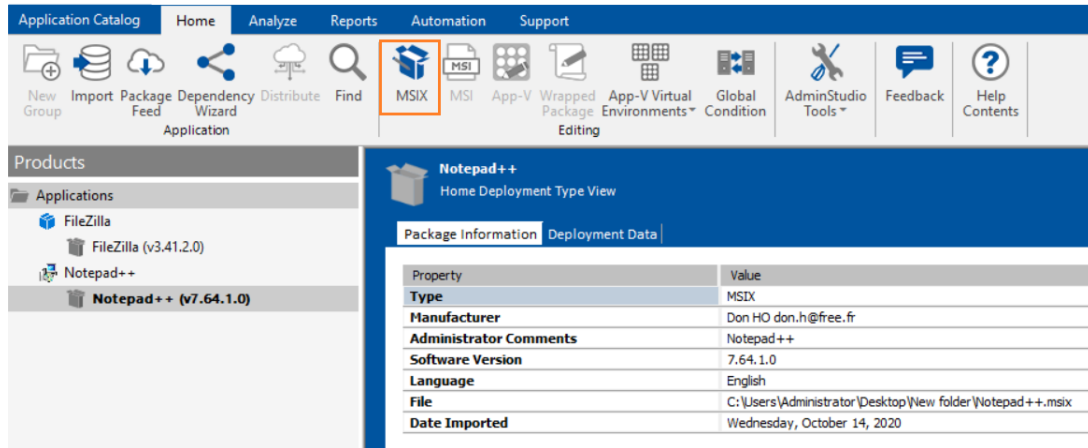 Application Catalog Home Analyze Reports Automation Support
New Group Import Package Feed Dependency Wizard Distribute Find MSIX MSI App-V Wrapped Package App-V Virtual Environments Global Condition AdminStudio Tools Feedback Help Contents
MSI
Application Editing
Products
Applications
FileZilla
FileZilla (v3.41.2.0)
Notepad++
Notepad++ (v7.64.1.0)
Notepad++
Home Deployment Type View
Package Information Deployment Data
Property Value
Type MSIX
Manufacturer Don HO don.h@free.fr
Administrator Comments Notepad++
Software Version 7.64.1.0
Language English
File C:\Users\Administrator\Desktop\New folder\Notepad++.msix
Date Imported Wednesday, October 14, 2020